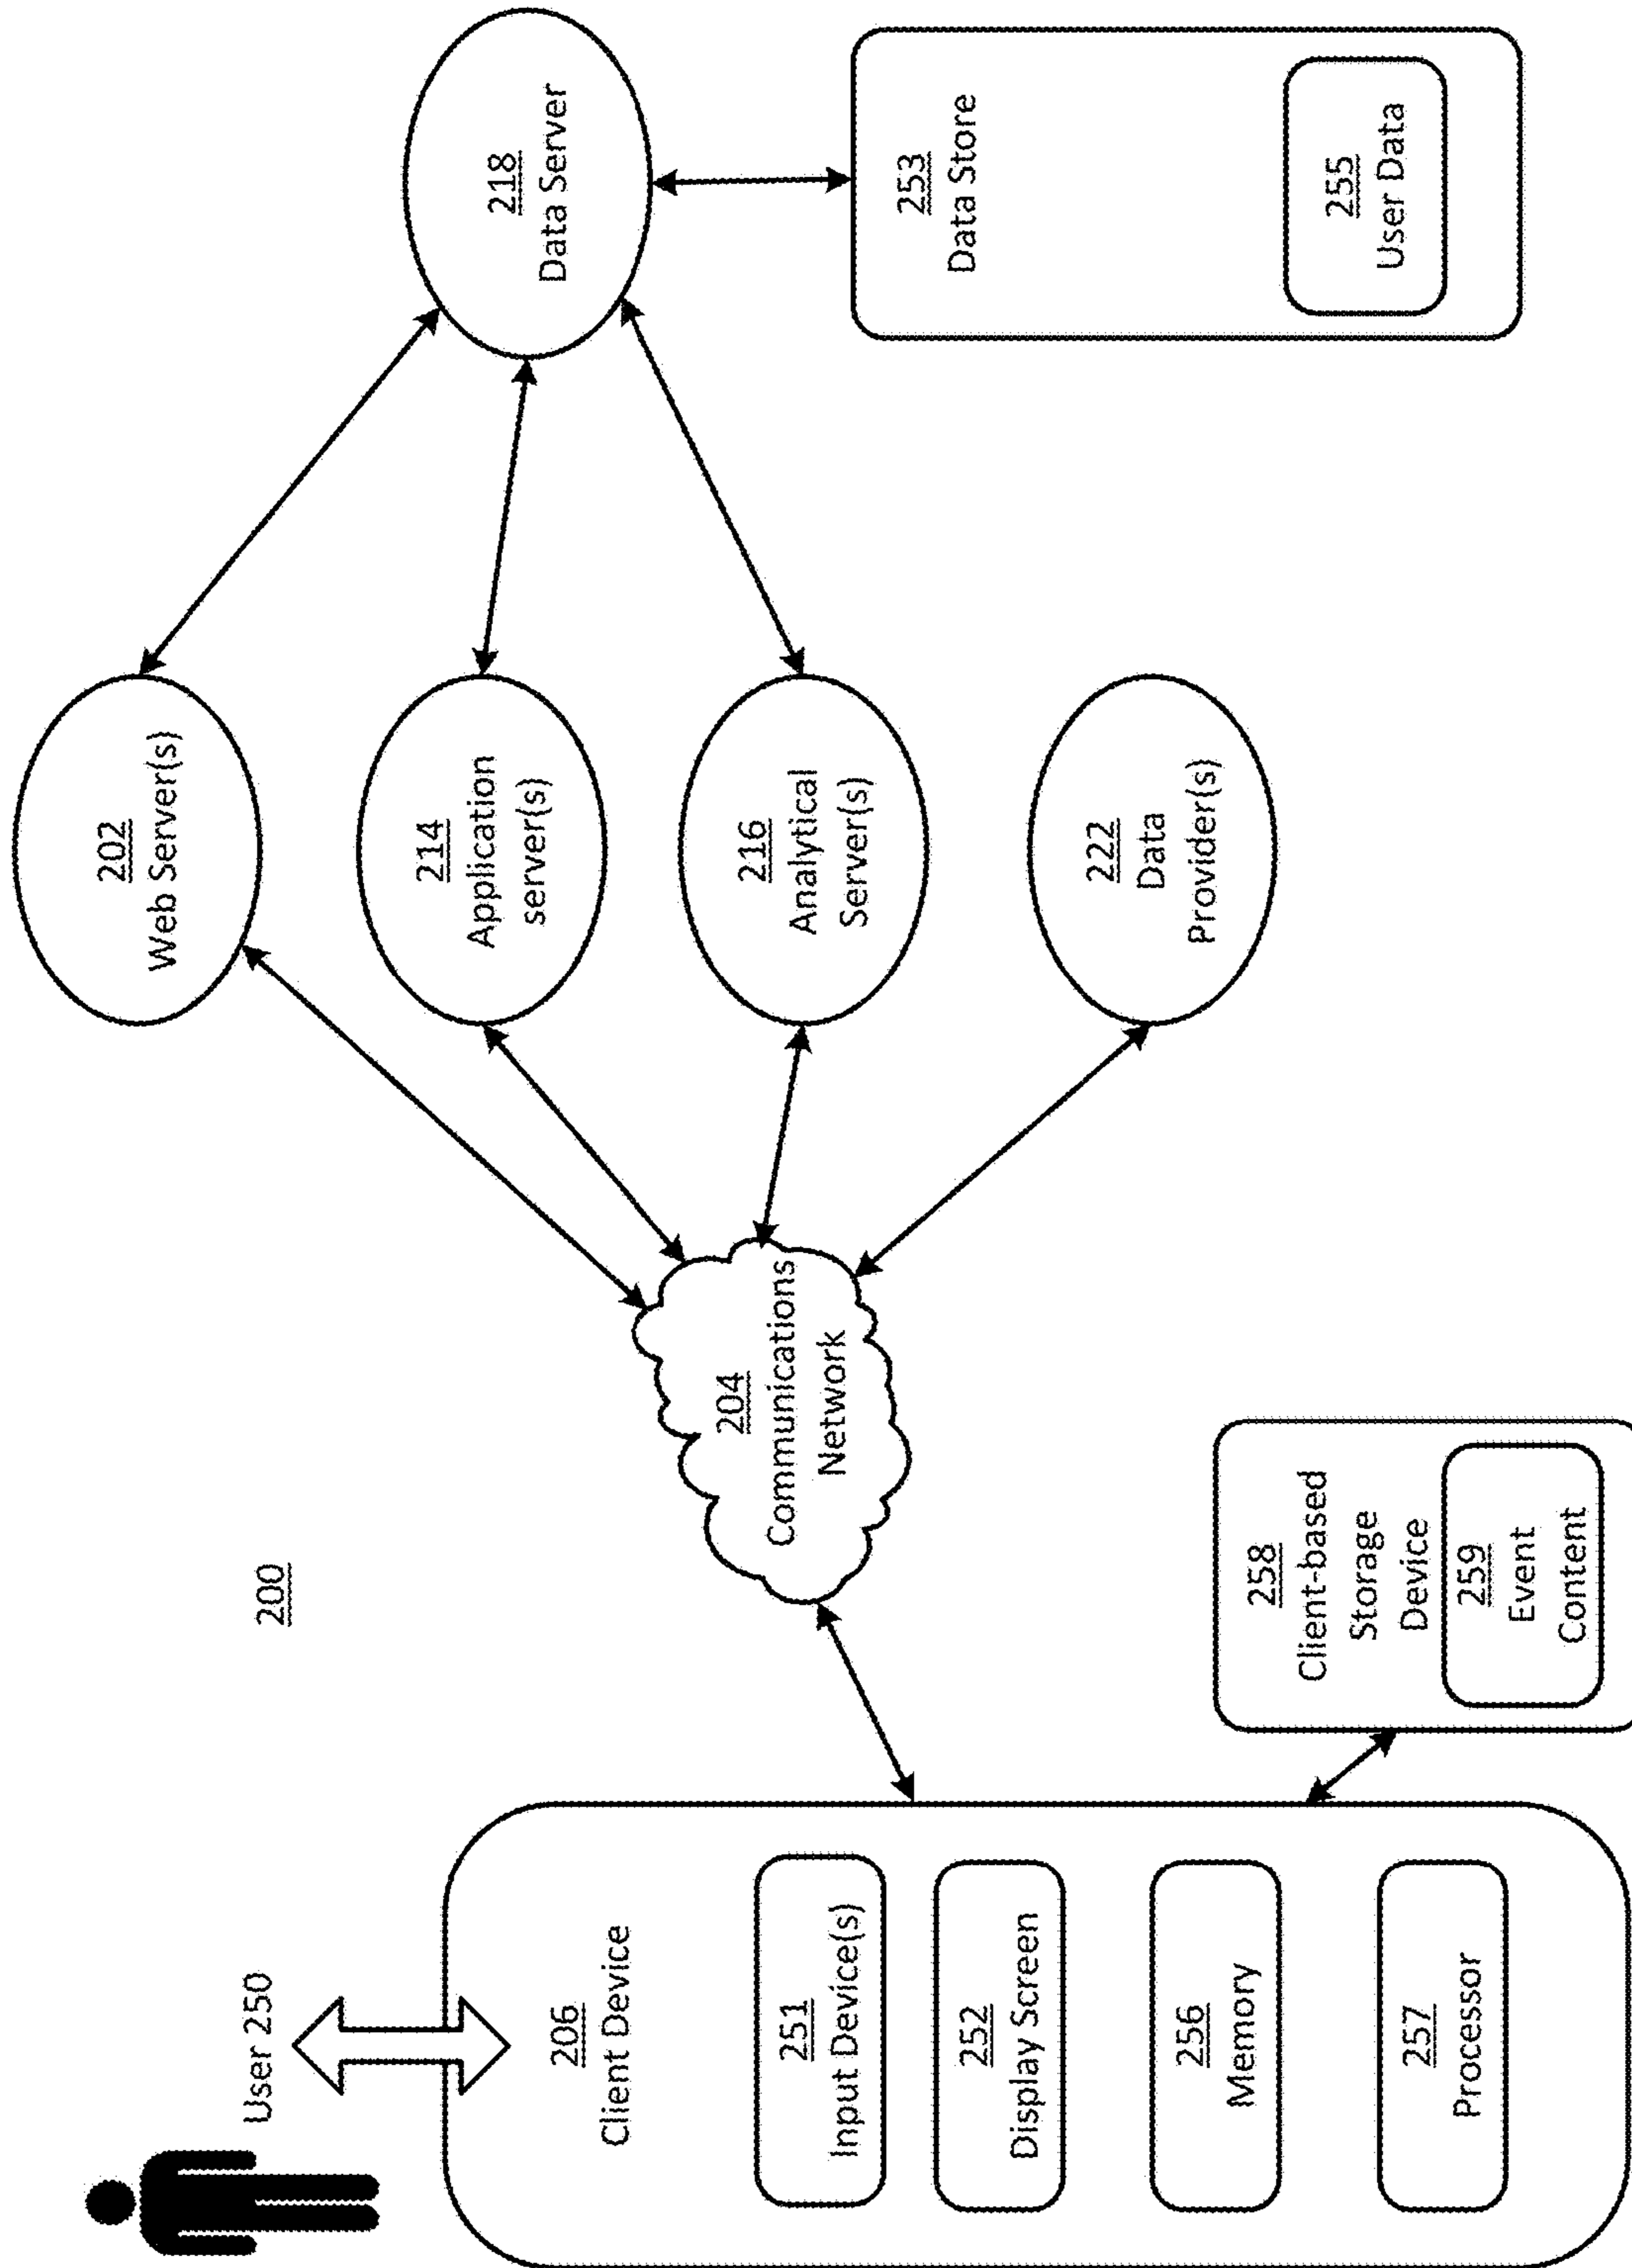 200
User 250
206
Client Device
251
Input Device(s)
252
Display Screen
256
Memory
257
Processor
258
Client-based
Storage
Device
259
Event
Content
204
Communications
Network
202
Web Server(s)
214
Application
server(s)
216
Analytical
Server(s)
222
Data
Provider(s)
218
Data Server
253
Data Store
255
User Data